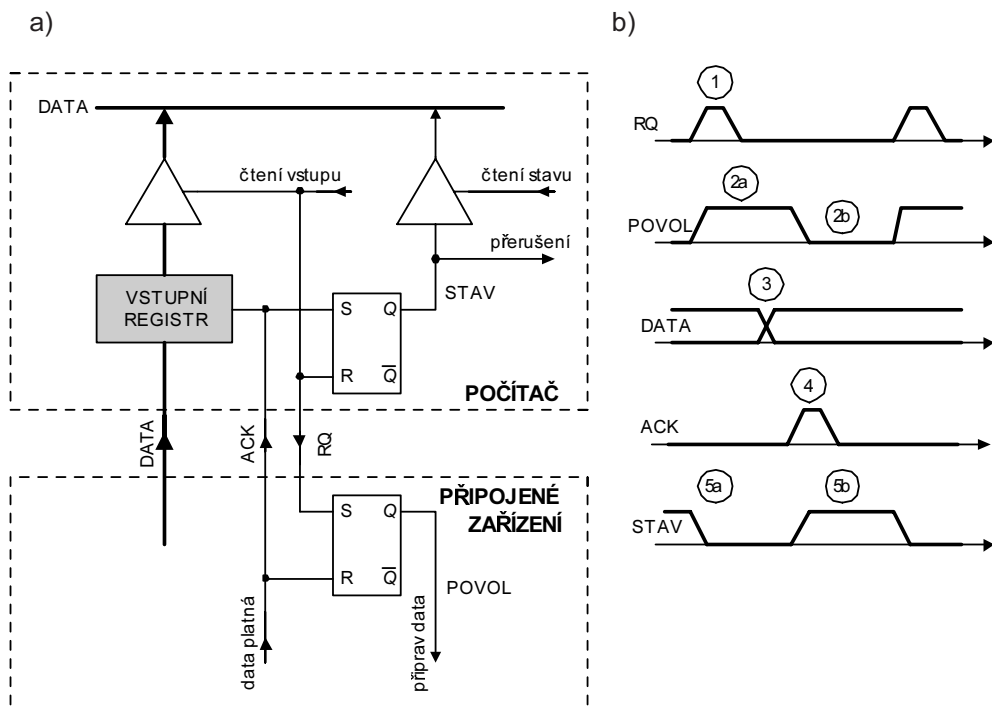 a)
DATA
čtení vstupu
čtení stavu
přerušení
STAV
VSTUPNÍ
REGISTR
S
Q
R
Q
POČÍTAČ
DATA
ACK
RQ
PŘIPOJENÉ
ZAŘÍZENÍ
S
Q
R
Q
POVOL
data platná
připrav data
b)
1
RQ
2a
2b
POVOL
3
DATA
4
ACK
5a
5b
STAV